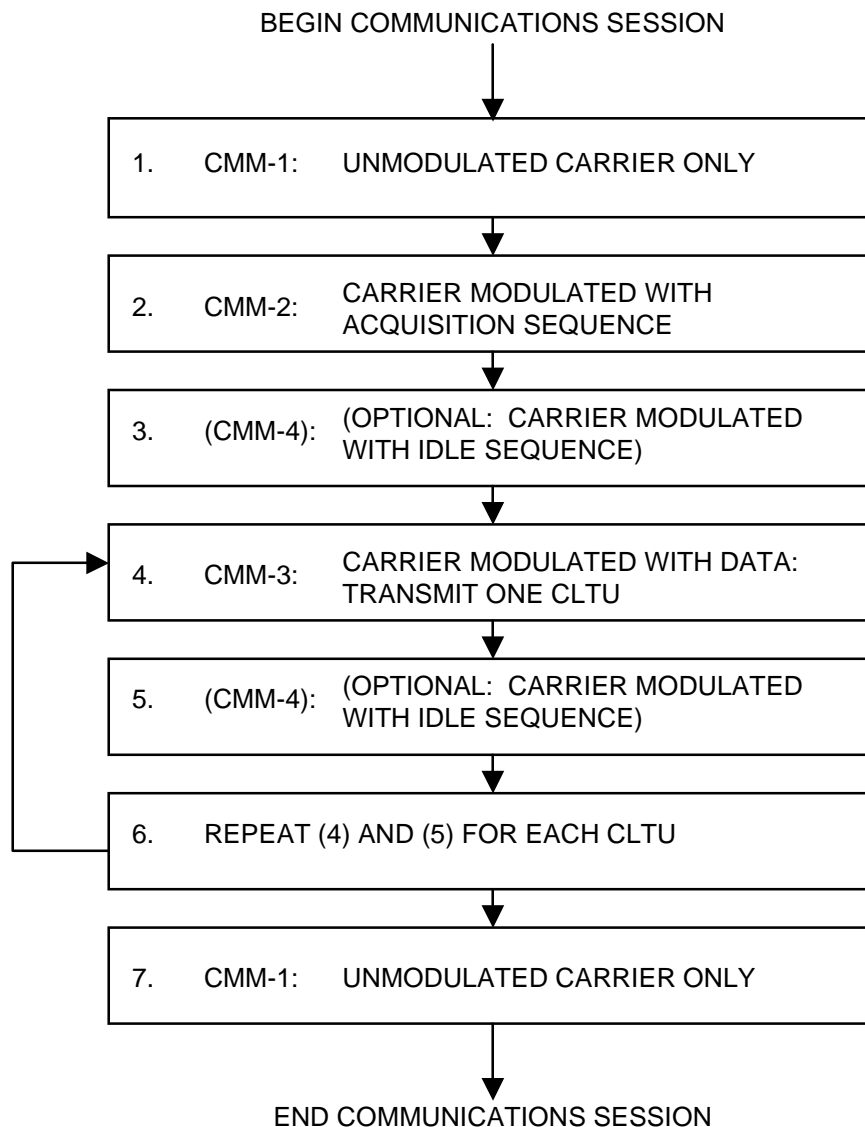 BEGIN COMMUNICATIONS SESSION
1. CMM-1: UNMODULATED CARRIER ONLY
2. CMM-2: CARRIER MODULATED WITH
ACQUISITION SEQUENCE
3. (CMM-4): (OPTIONAL: CARRIER MODULATED
WITH IDLE SEQUENCE)
4. CMM-3: CARRIER MODULATED WITH DATA:
TRANSMIT ONE CLTU
5. (CMM-4): (OPTIONAL: CARRIER MODULATED
WITH IDLE SEQUENCE)
6. REPEAT (4) AND (5) FOR EACH CLTU
7. CMM-1: UNMODULATED CARRIER ONLY
END COMMUNICATIONS SESSION